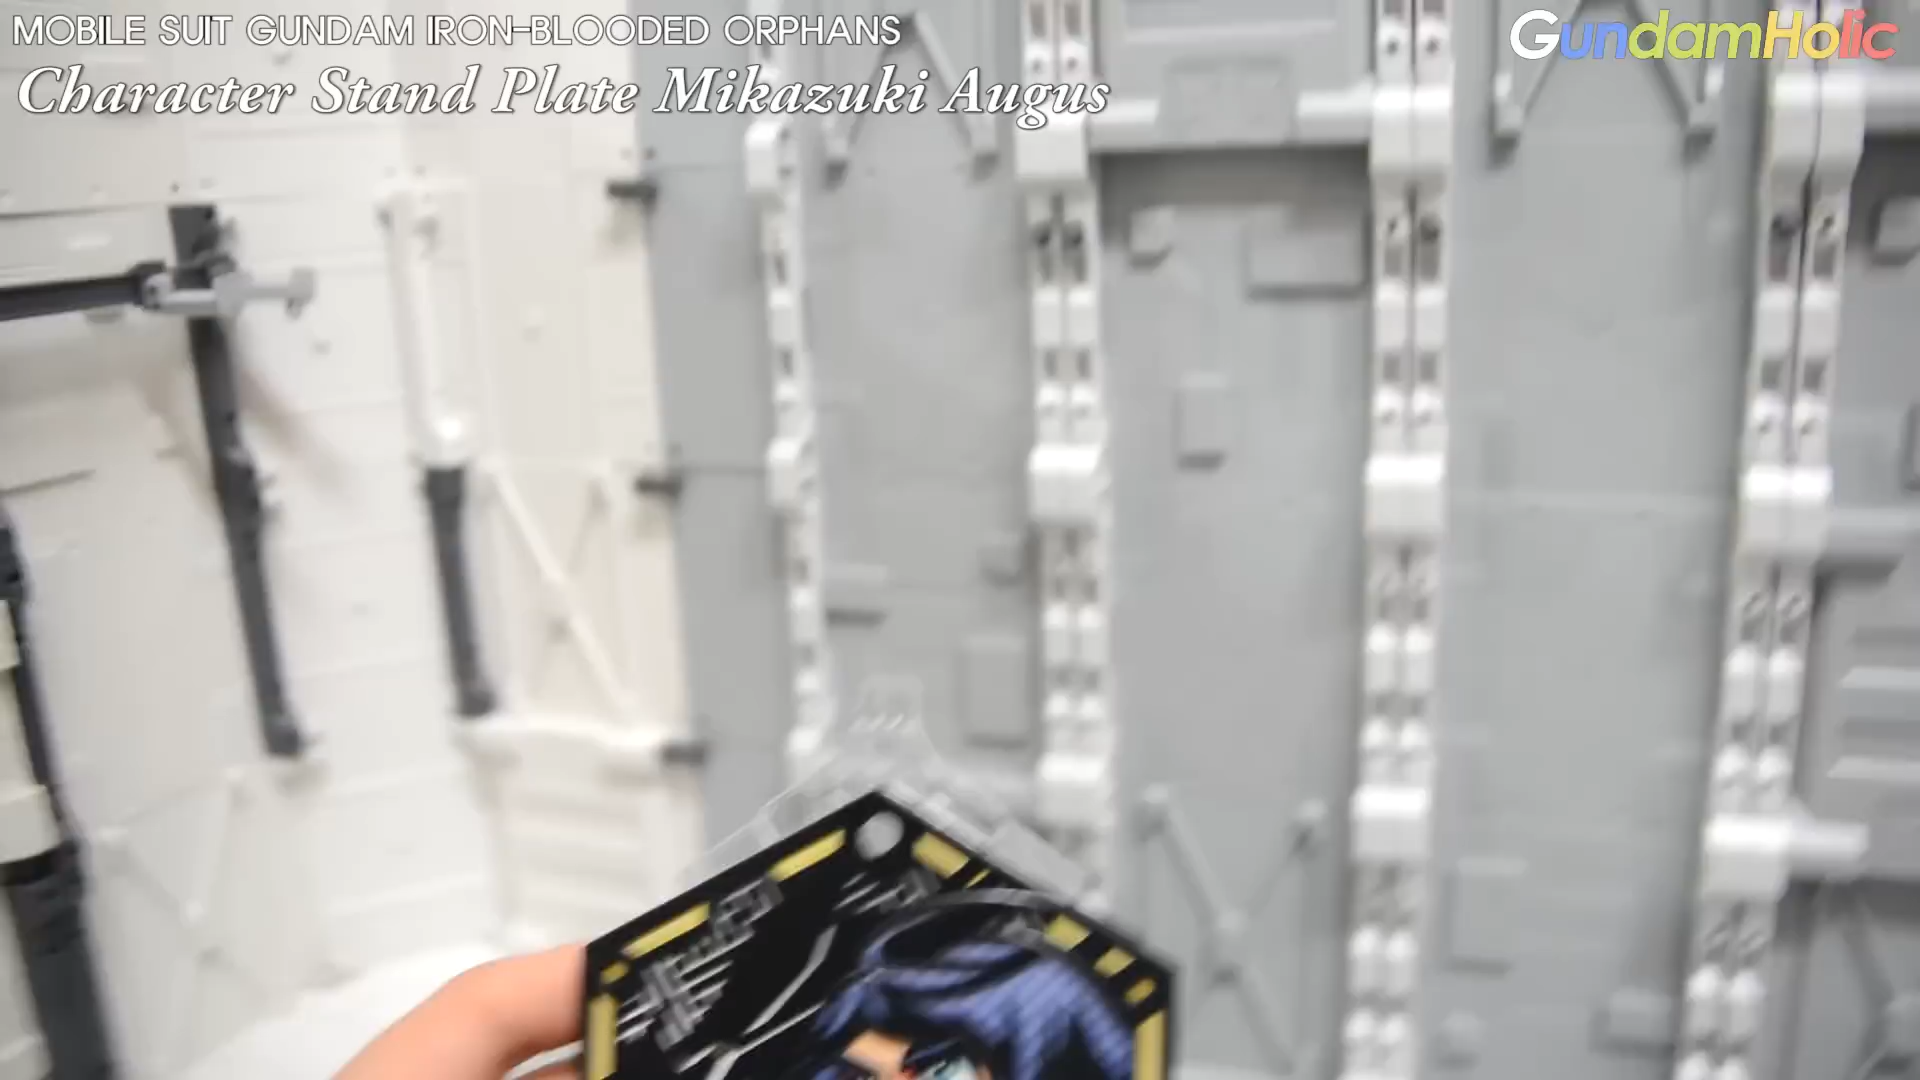 MOBILE SUIT GUNDAM IRON-BLOODED ORPHANS
GundamHolic
Character Stand Plate Mikazuki Augus